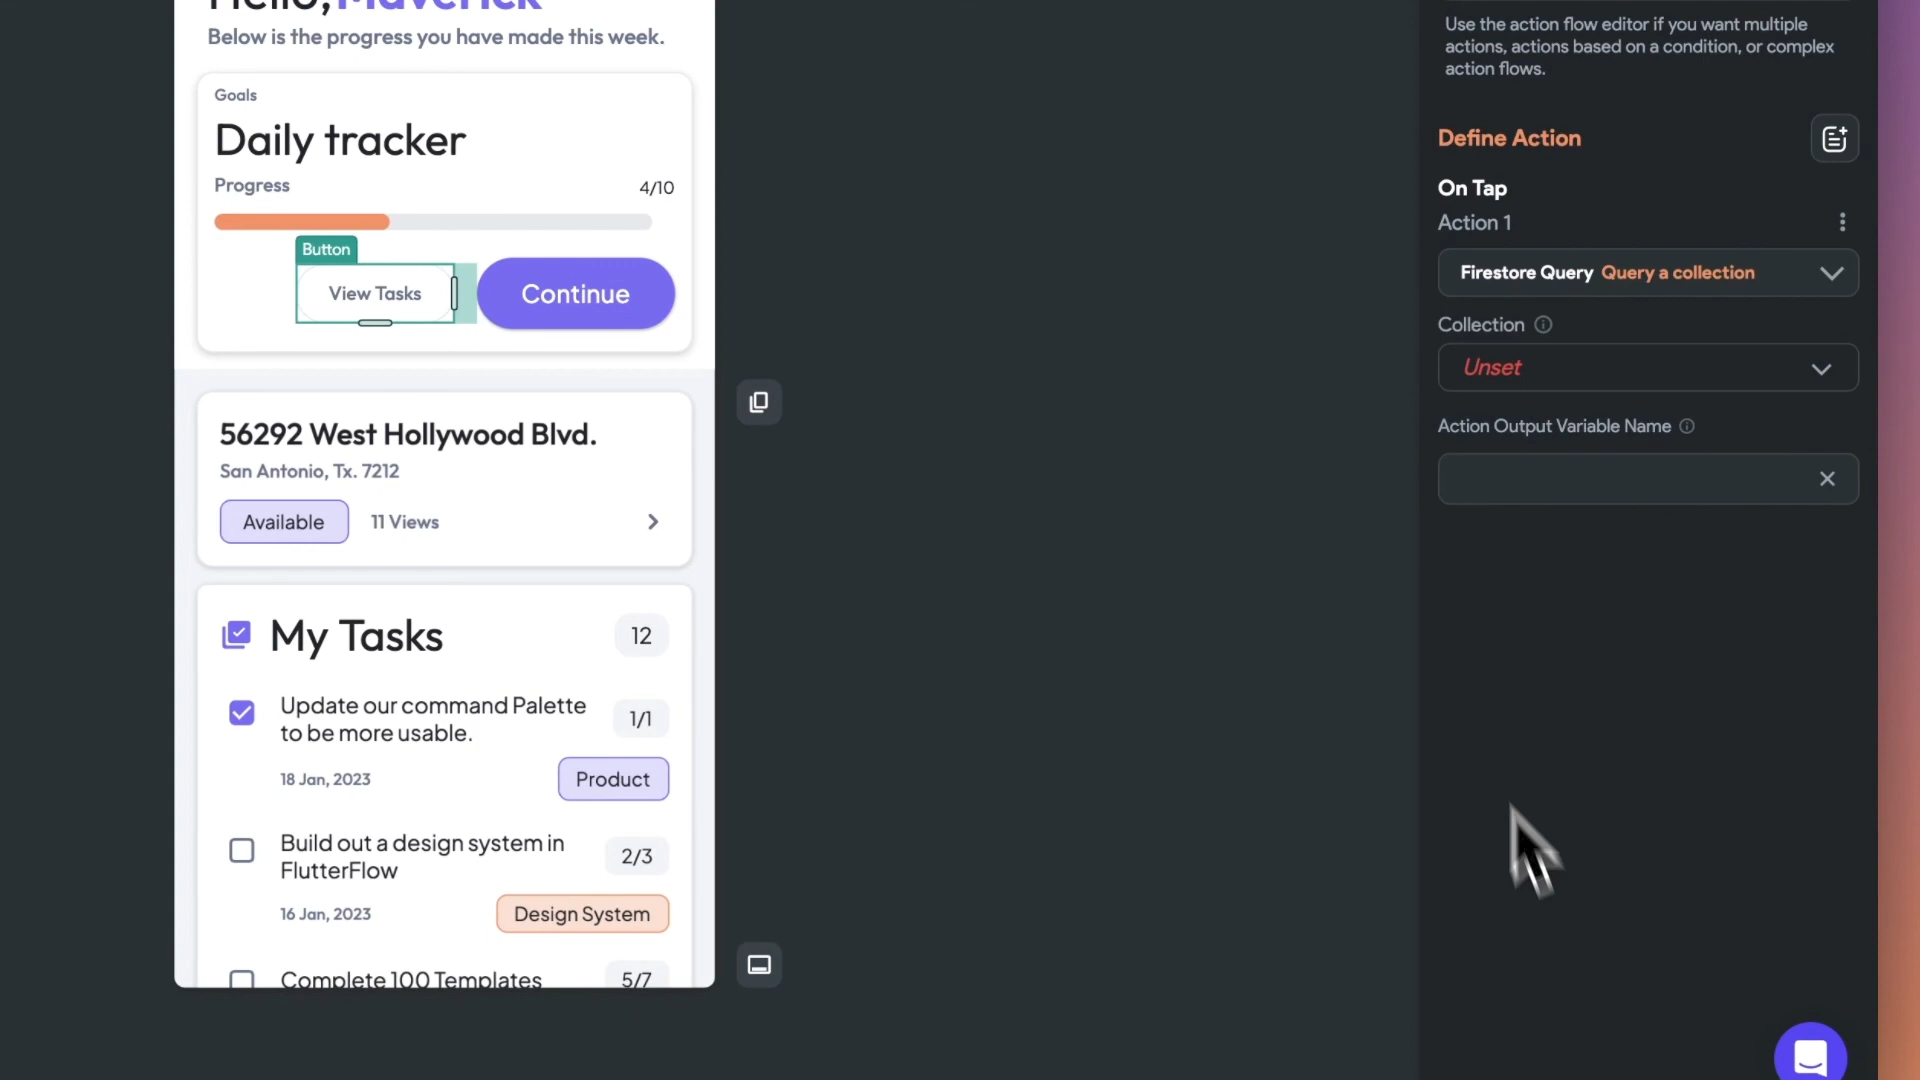 Hello, Maverick
Below is the progress you have made this week.
Goals
Daily tracker
Progress
4/10
Button
View Tasks
Continue
56292 West Hollywood Blvd.
San Antonio, Tx. 7212
Available
11 Views
My Tasks
12
Update our command Palette
to be more usable.
1/1
18 Jan, 2023
Product
Build out a design system in
FlutterFlow
2/3
16 Jan, 2023
Design System
Complete 100 Templates
5/7
Use the action flow editor if you want multiple
actions, actions based on a condition, or complex
action flows.
Define Action
On Tap
Action 1
Firestore Query Query a collection
Collection
Unset
Action Output Variable Name